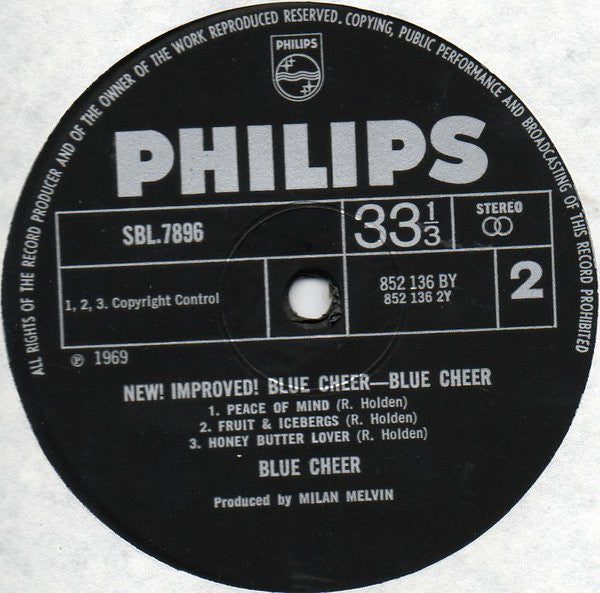 ALL RIGHTS OF THE RECORD PRODUCER AND OF THE OWNER OF THE WORK REPRODUCED RESERVED. COPYING, PUBLIC PERFORMANCE AND BROADCASTING OF THIS RECORD PROHIBITED
PHILIPS
PHILIPS
SBL.7896
33 1/3
STEREO
1, 2, 3. Copyright Control
852 136 BY
852 136 2Y
2
℗ 1969
NEW! IMPROVED! BLUE CHEER—BLUE CHEER
1. PEACE OF MIND (R. Holden)
2. FRUIT & ICEBERGS (R. Holden)
3. HONEY BUTTER LOVER (R. Holden)
BLUE CHEER
Produced by MILAN MELVIN